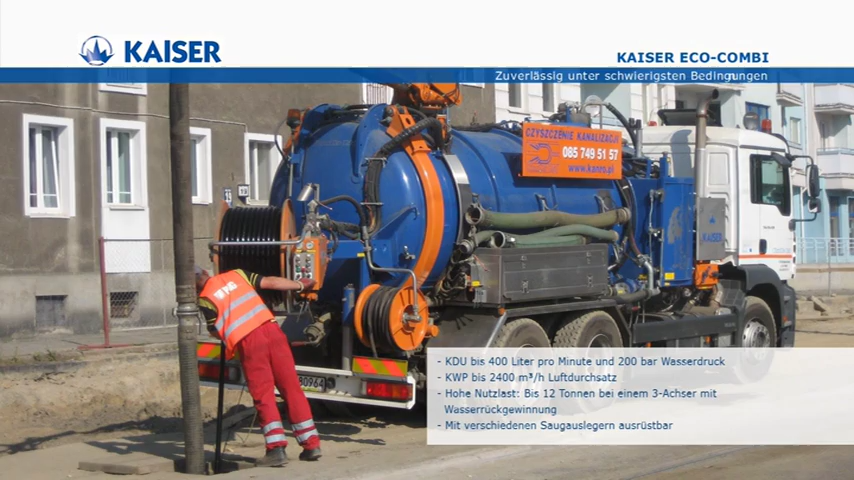 KAISER
KAISER ECO-COMBI
Zuverlässig unter schwierigsten Bedingungen
CZYSZCZENIE KANALIZACJI
085 749 51 57
www.kanro.pl
KAISER
80964
- KDU bis 400 Liter pro Minute und 200 bar Wasserdruck
- KWP bis 2400 m³/h Luftdurchsatz
- Hohe Nutzlast: Bis 12 Tonnen bei einem 3-Achser mit
Wasserrückgewinnung
- Mit verschiedenen Saugauslegern ausrüstbar